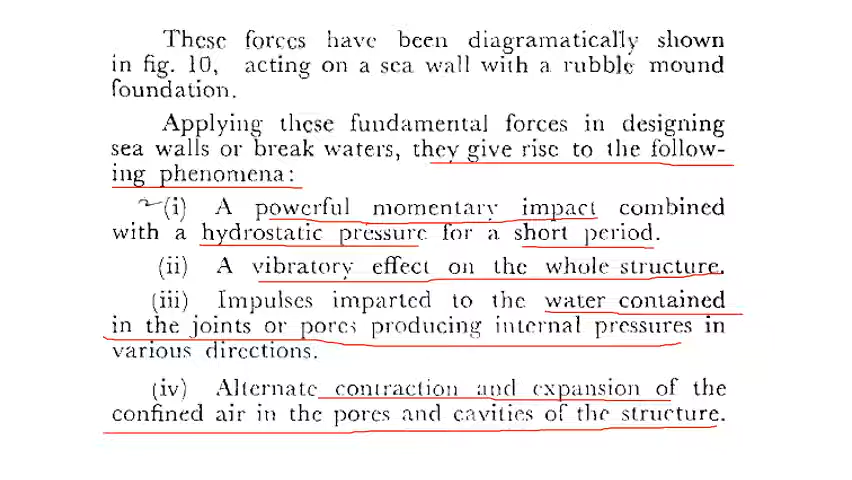 These forces have been diagramatically shown
in fig. 10, acting on a sea wall with a rubble mound
foundation.
Applying these fundamental forces in designing
sea walls or break waters, they give rise to the follow-
ing phenomena:
(i) A powerful momentary impact combined
with a hydrostatic pressure for a short period.
(ii) A vibratory effect on the whole structure.
(iii) Impulses imparted to the water contained
in the joints or pores producing internal pressures in
various directions.
(iv) Alternate contraction and expansion of the
confined air in the pores and cavities of the structure.